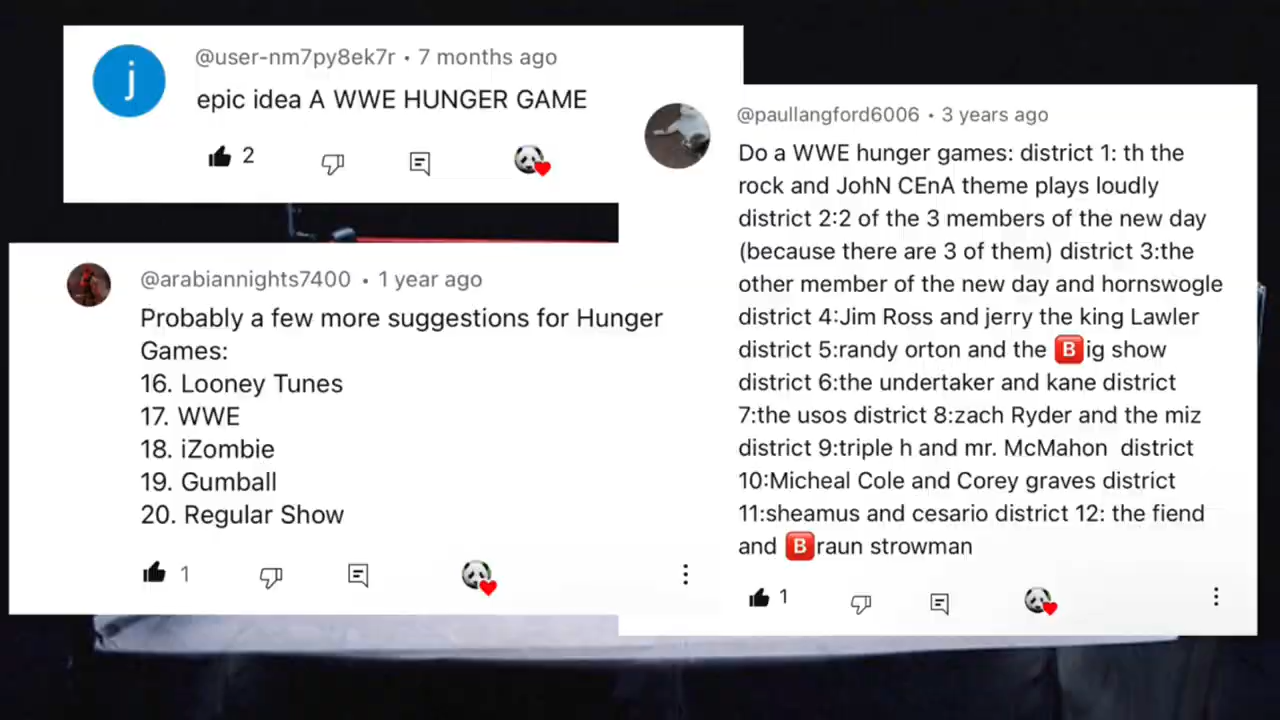 @user-nm7py8ek7r • 7 months ago
j
epic idea A WWE HUNGER GAME
2
@arabiannights7400 • 1 year ago
Probably a few more suggestions for Hunger
Games:
16. Looney Tunes
17. WWE
18. iZombie
19. Gumball
20. Regular Show
1
@paullangford6006 • 3 years ago
Do a WWE hunger games: district 1: th the
rock and JohN CEnA theme plays loudly
district 2:2 of the 3 members of the new day
(because there are 3 of them) district 3:the
other member of the new day and hornswogle
district 4:Jim Ross and jerry the king Lawler
district 5:randy orton and the 🅱️ig show
district 6:the undertaker and kane district
7:the usos district 8:zach Ryder and the miz
district 9:triple h and mr. McMahon district
10:Micheal Cole and Corey graves district
11:sheamus and cesario district 12: the fiend
and 🅱️raun strowman
1